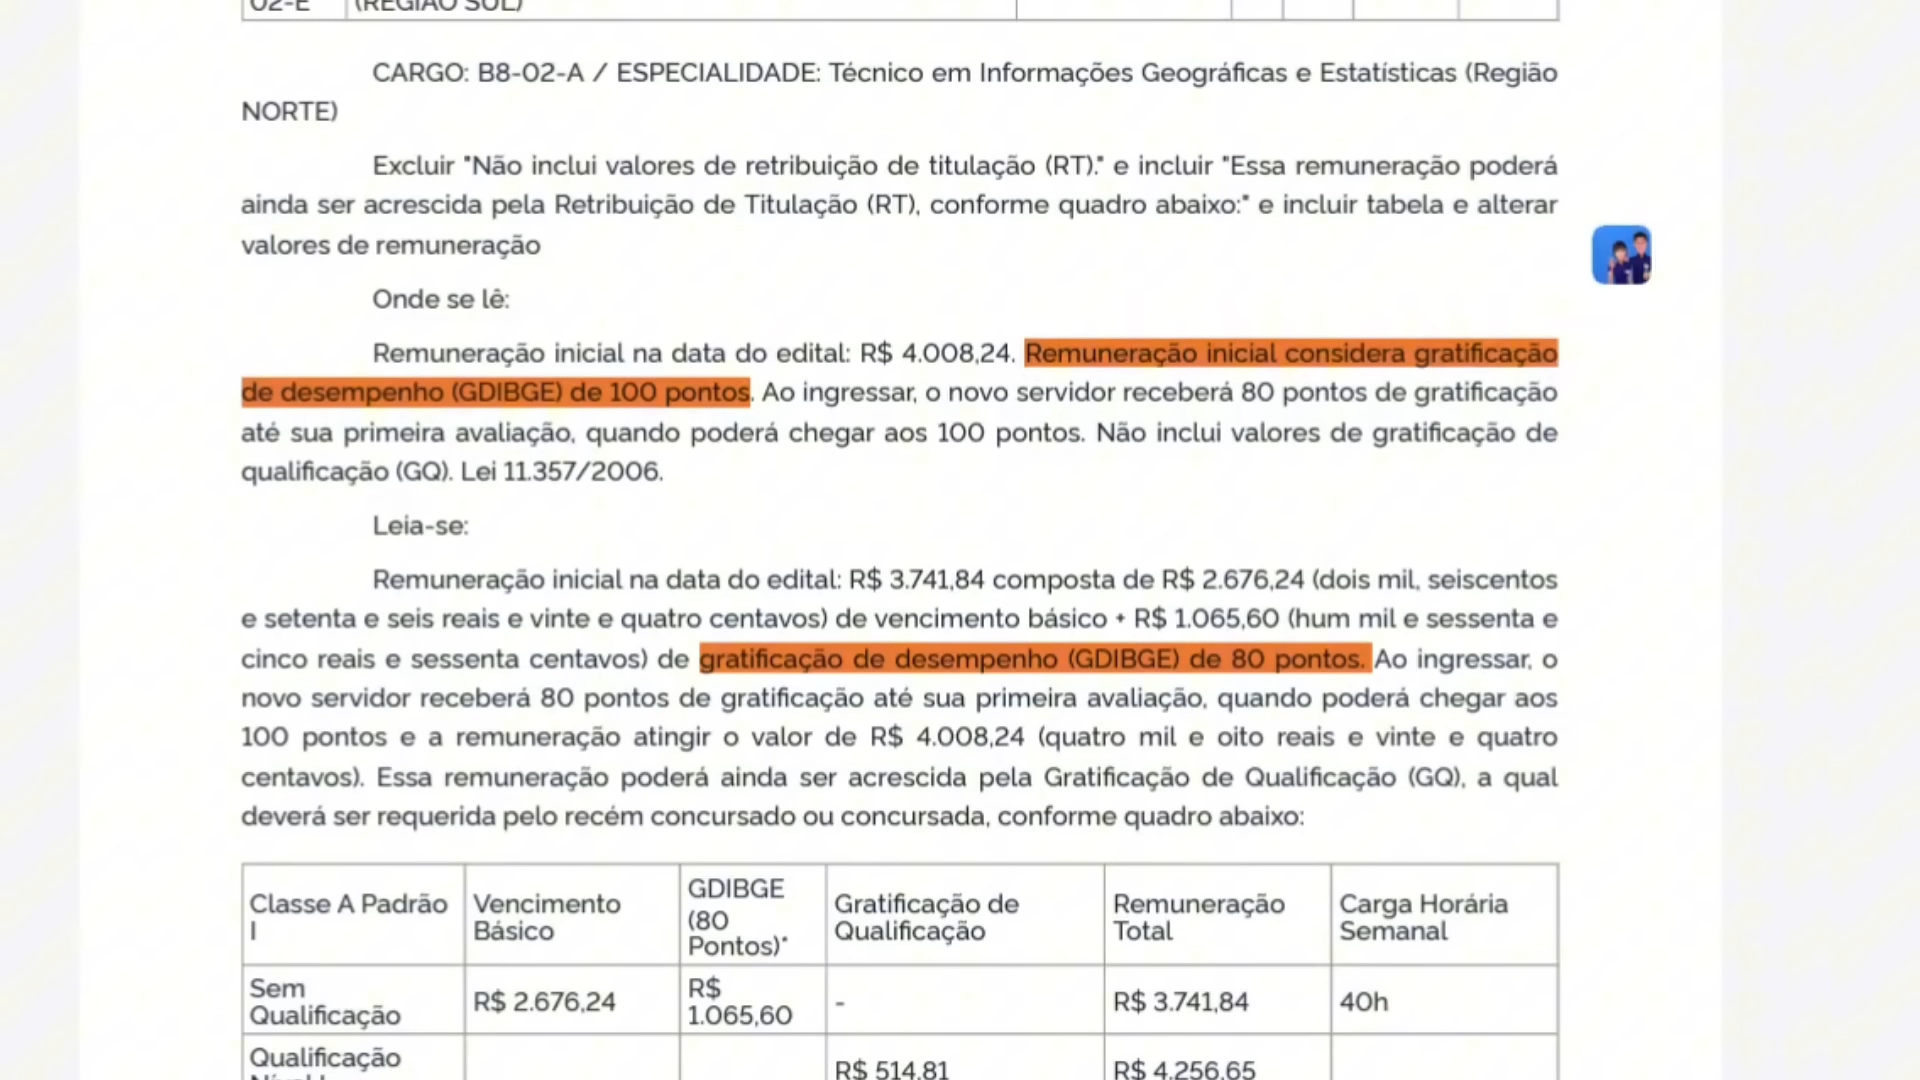 02-E (REGIÃO SUL)
CARGO: B8-02-A / ESPECIALIDADE: Técnico em Informações Geográficas e Estatísticas (Região
NORTE)
Excluir "Não inclui valores de retribuição de titulação (RT)." e incluir "Essa remuneração poderá
ainda ser acrescida pela Retribuição de Titulação (RT), conforme quadro abaixo:" e incluir tabela e alterar
valores de remuneração
Onde se lê:
Remuneração inicial na data do edital: R$ 4.008,24. Remuneração inicial considera gratificação
de desempenho (GDIBGE) de 100 pontos. Ao ingressar, o novo servidor receberá 80 pontos de gratificação
até sua primeira avaliação, quando poderá chegar aos 100 pontos. Não inclui valores de gratificação de
qualificação (GQ). Lei 11.357/2006.
Leia-se:
Remuneração inicial na data do edital: R$ 3.741,84 composta de R$ 2.676,24 (dois mil, seiscentos
e setenta e seis reais e vinte e quatro centavos) de vencimento básico + R$ 1.065,60 (hum mil e sessenta e
cinco reais e sessenta centavos) de gratificação de desempenho (GDIBGE) de 80 pontos. Ao ingressar, o
novo servidor receberá 80 pontos de gratificação até sua primeira avaliação, quando poderá chegar aos
100 pontos e a remuneração atingir o valor de R$ 4.008,24 (quatro mil e oito reais e vinte e quatro
centavos). Essa remuneração poderá ainda ser acrescida pela Gratificação de Qualificação (GQ), a qual
deverá ser requerida pelo recém concursado ou concursada, conforme quadro abaixo:
Classe A Padrão
I
Vencimento
Básico
GDIBGE
(80
Pontos)*
Gratificação de
Qualificação
Remuneração
Total
Carga Horária
Semanal
Sem
Qualificação
R$ 2.676,24
R$
1.065,60
-
R$ 3.741,84
40h
Qualificação
Nível I
R$ 514,81
R$ 4.256,65